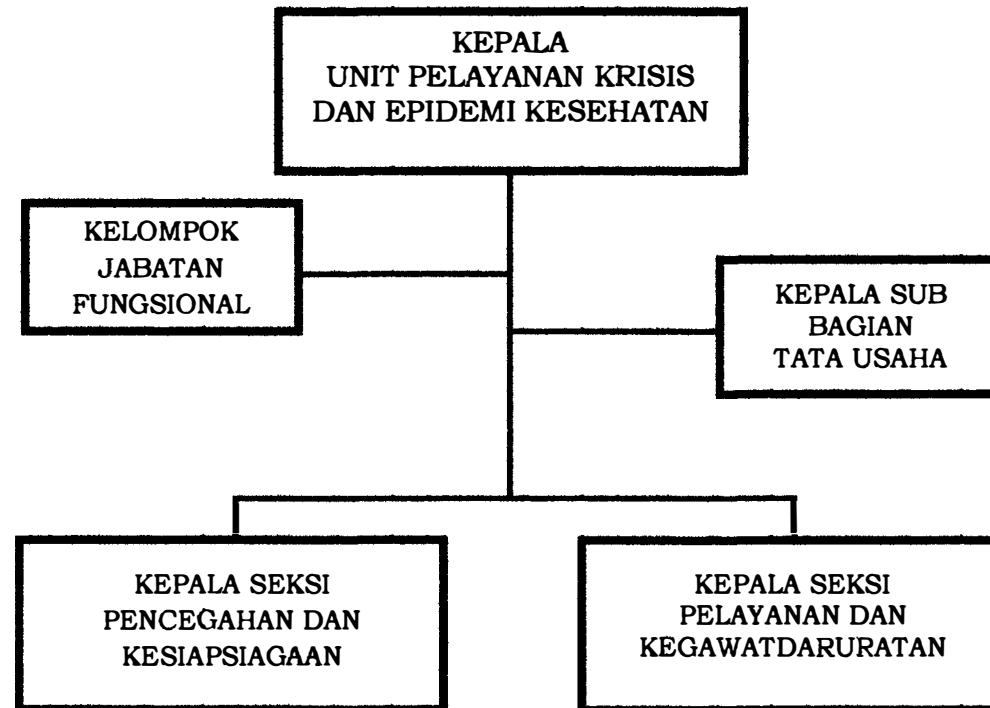 KEPALA
UNIT PELAYANAN KRISIS
DAN EPIDEMI KESEHATAN
KELOMPOK
JABATAN
FUNGSIONAL
KEPALA SUB
BAGIAN
TATA USAHA
KEPALA SEKSI
PENCEGAHAN DAN
KESIAPSIAGAAN
KEPALA SEKSI
PELAYANAN DAN
KEGAWATDARURATAN